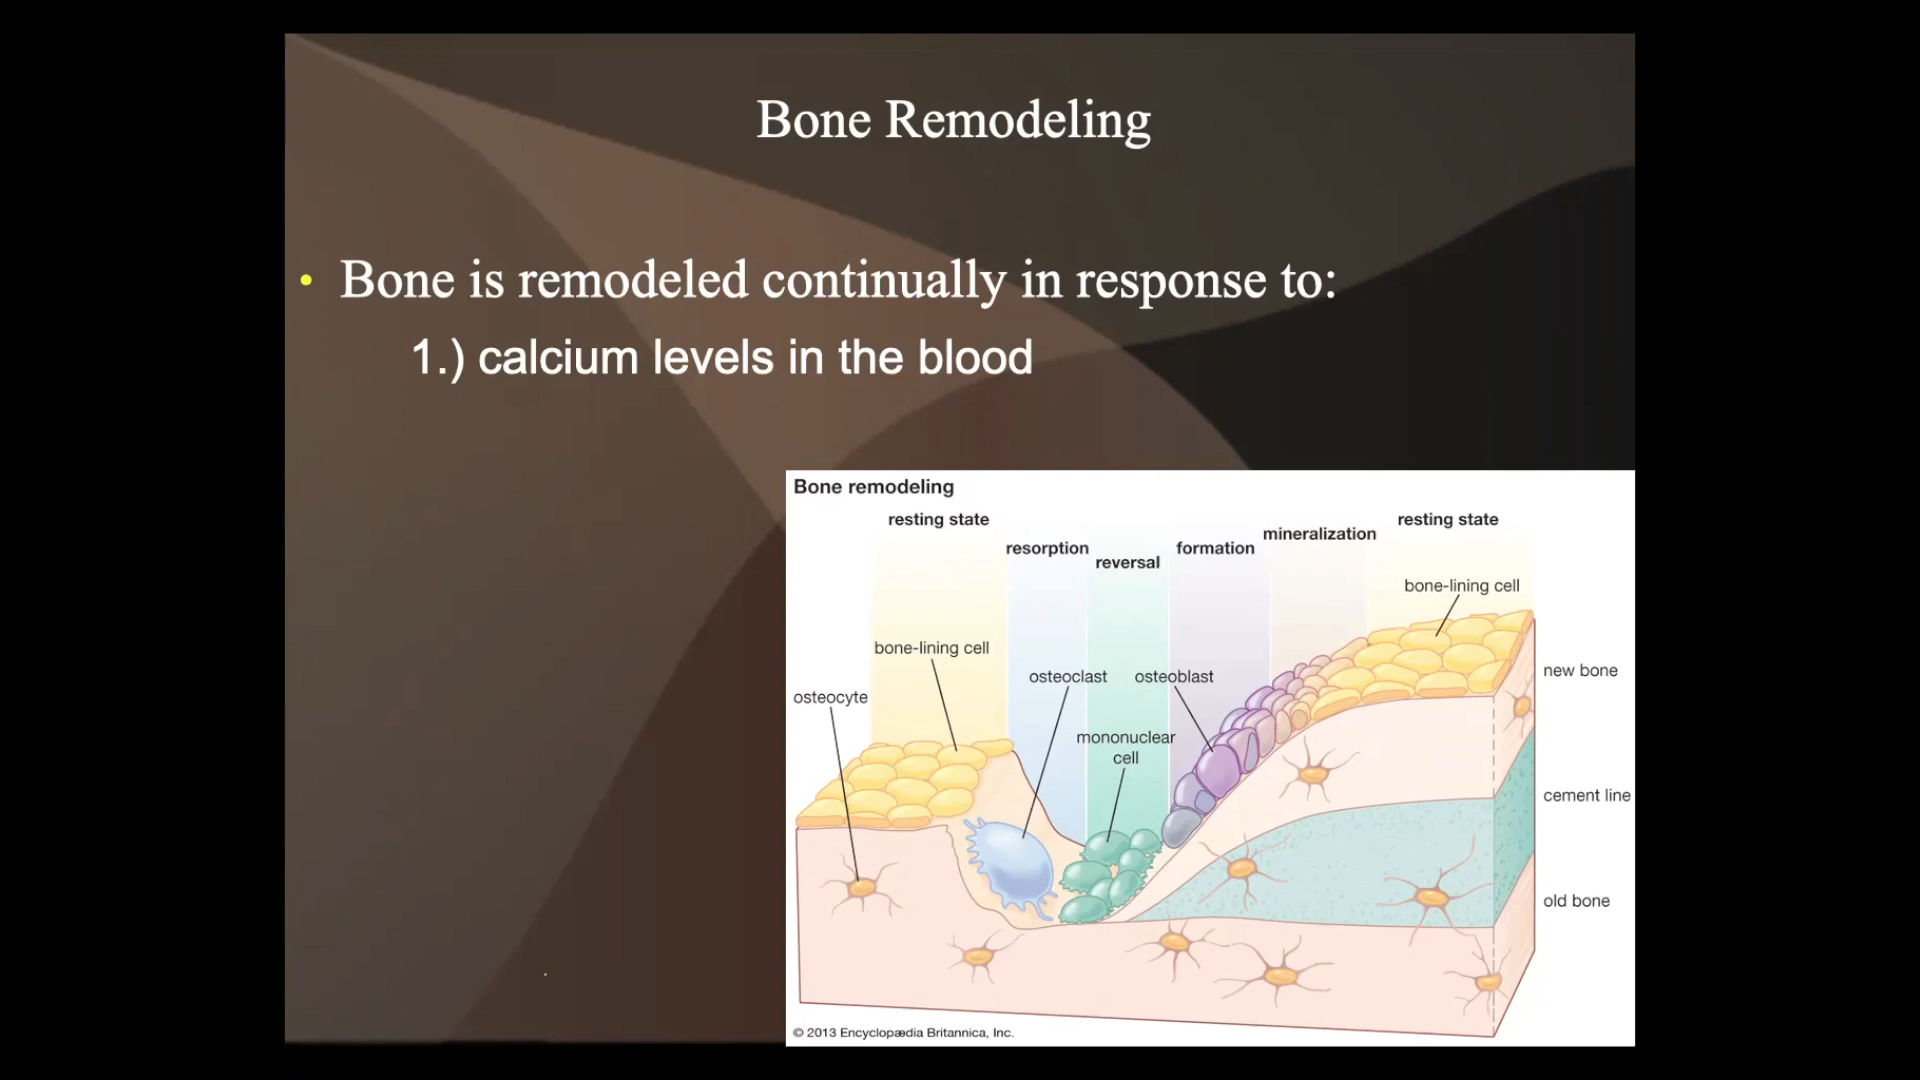 Bone Remodeling
• Bone is remodeled continually in response to:
1.) calcium levels in the blood
Bone remodeling
resting state
resorption
reversal
formation
mineralization
resting state
bone-lining cell
bone-lining cell
osteocyte
osteoclast
osteoblast
mononuclear
cell
new bone
cement line
old bone
© 2013 Encyclopædia Britannica, Inc.